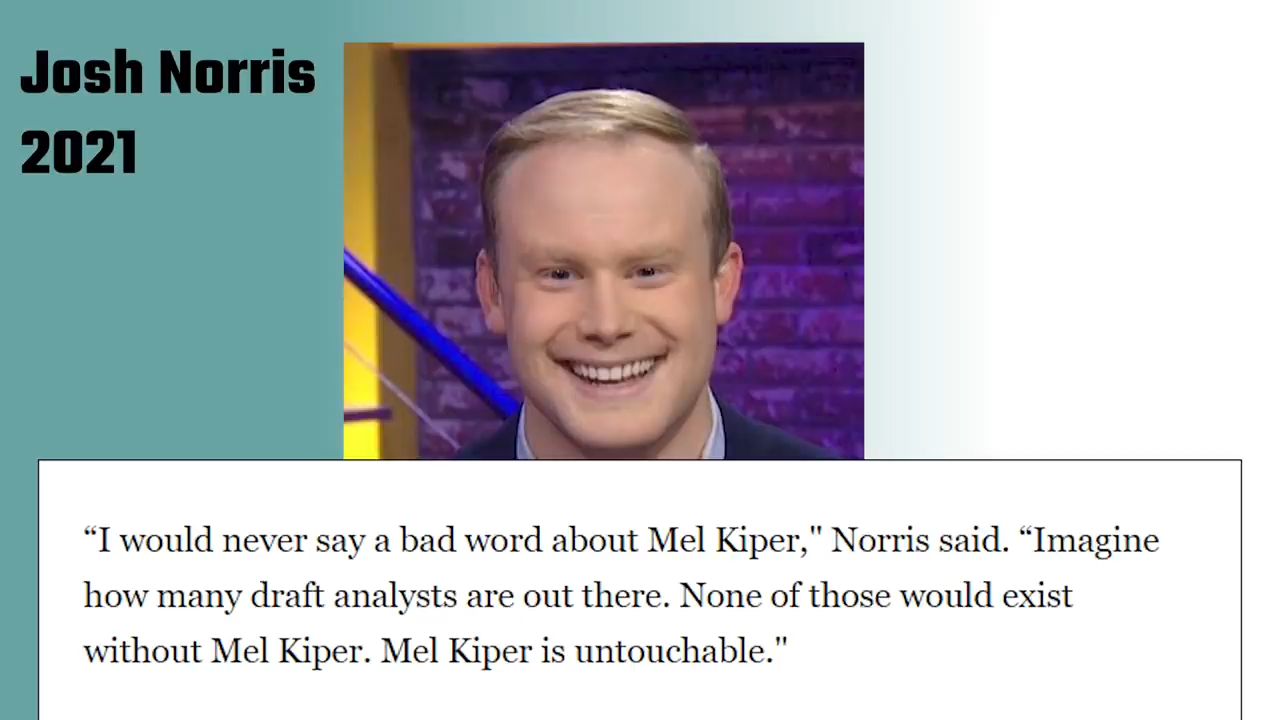 Josh Norris
2021
“I would never say a bad word about Mel Kiper," Norris said. “Imagine
how many draft analysts are out there. None of those would exist
without Mel Kiper. Mel Kiper is untouchable."